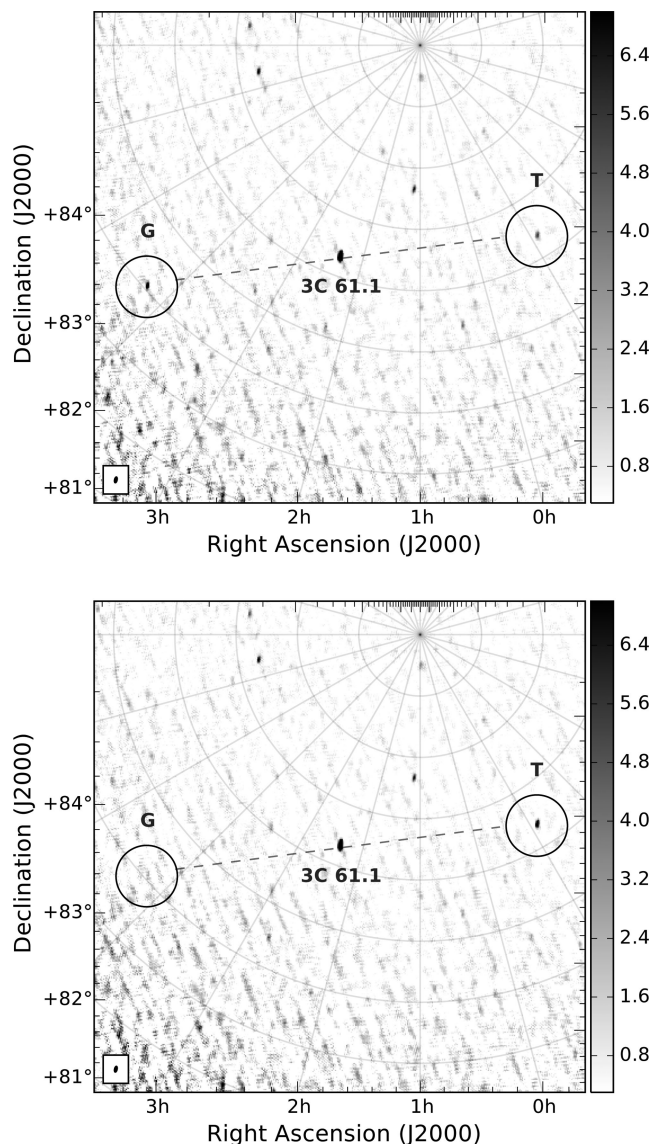 G
T
3C 61.1
+84°
+83°
+82°
+81°
3h
2h
1h
0h
Right Ascension (J2000)
Declination (J2000)
6.4
5.6
4.8
4.0
3.2
2.4
1.6
0.8
G
T
3C 61.1
+84°
+83°
+82°
+81°
3h
2h
1h
0h
Right Ascension (J2000)
Declination (J2000)
6.4
5.6
4.8
4.0
3.2
2.4
1.6
0.8